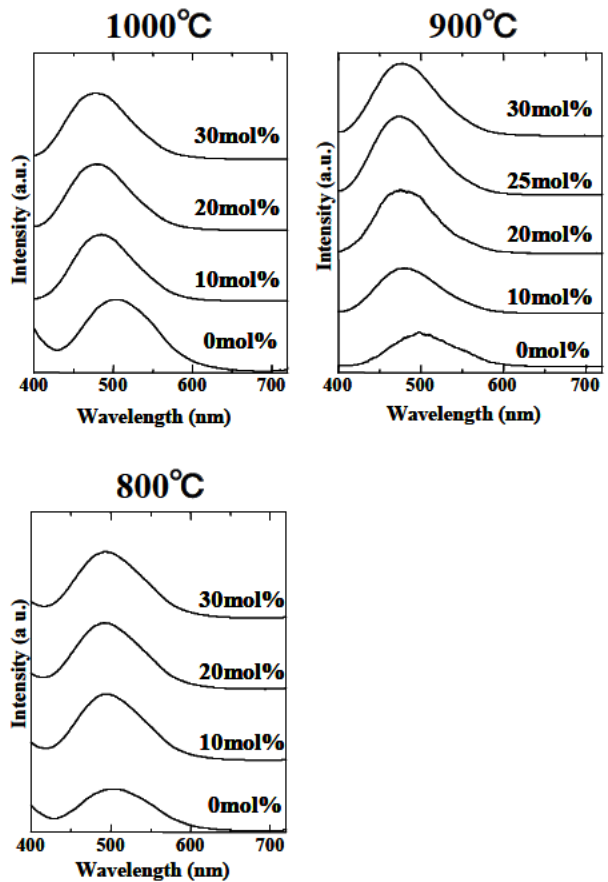 1000℃
Intensity (a.u.)
30mol%
20mol%
10mol%
0mol%
400 500 600 700
Wavelength (nm)
900℃
Intensity (a.u.)
30mol%
25mol%
20mol%
10mol%
0mol%
400 500 600 700
Wavelength (nm)
800℃
Intensity (a u.)
30mol%
20mol%
10mol%
0mol%
400 500 600 700
Wavelength (nm)